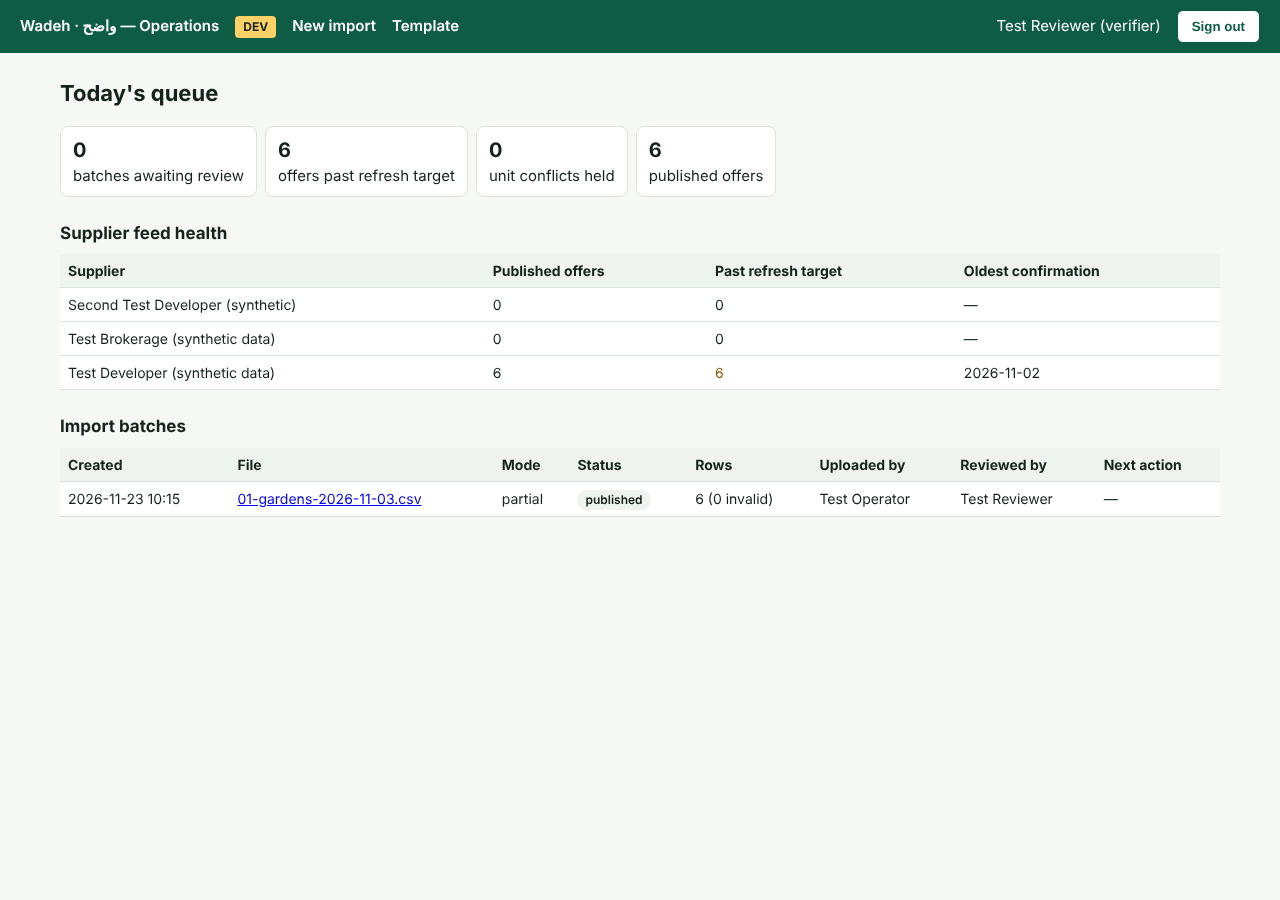 Wadeh · واضح — Operations DEV New import Template Test Reviewer (verifier) Sign out
Today's queue
0 6 0 6
batches awaiting review offers past refresh target unit conflicts held published offers
Supplier feed health
Supplier Published offers Past refresh target Oldest confirmation
Second Test Developer (synthetic) 0 0 —
Test Brokerage (synthetic data) 0 0 —
Test Developer (synthetic data) 6 6 2026-11-02
Import batches
Created File Mode Status Rows Uploaded by Reviewed by Next action
2026-11-23 10:15 01-gardens-2026-11-03.csv partial published 6 (0 invalid) Test Operator Test Reviewer —